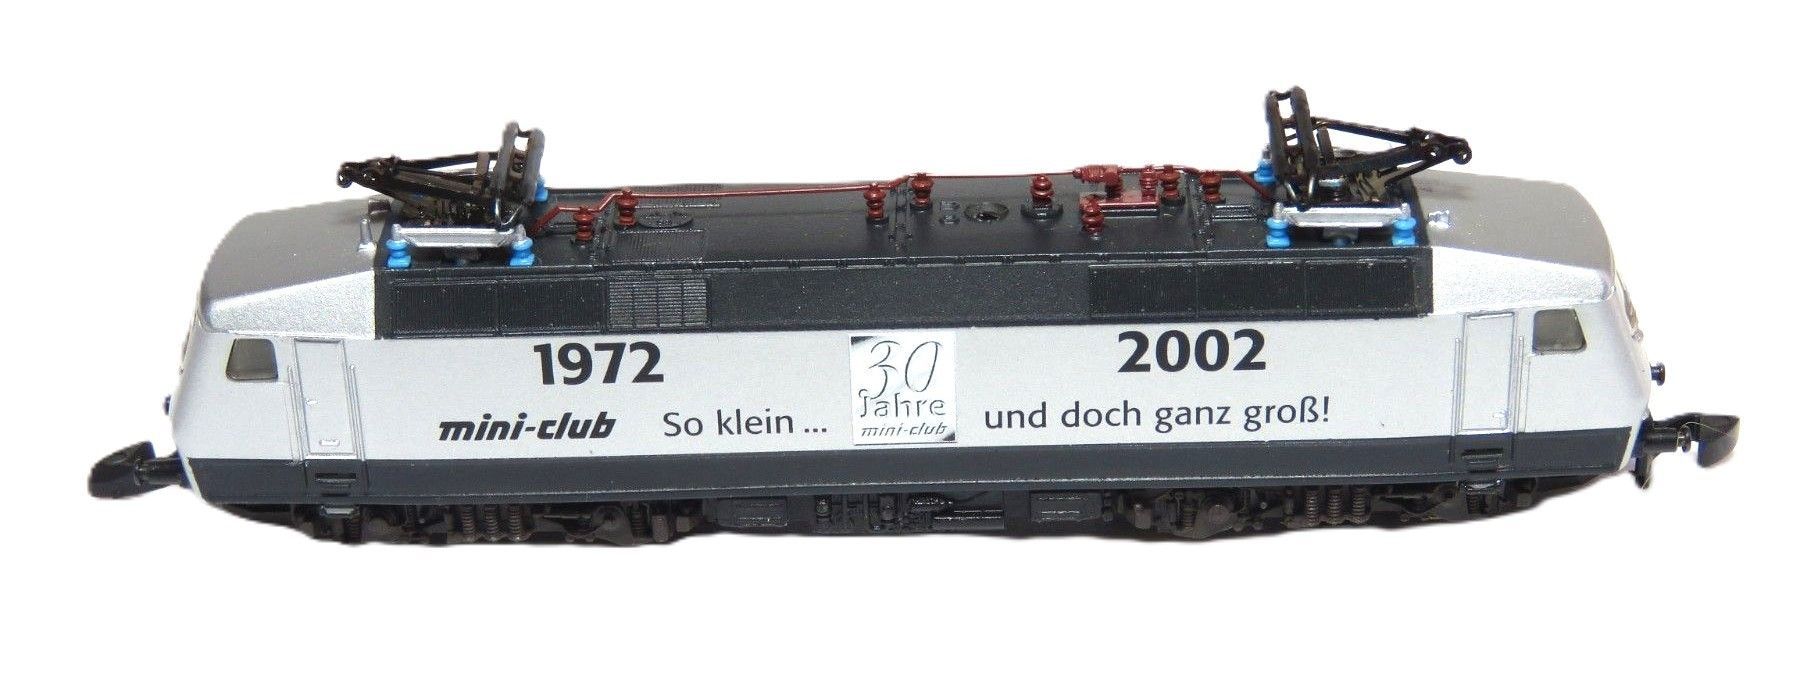 1972
30
Jahre
mini-club
2002
mini-club So klein ...
und doch ganz groß!